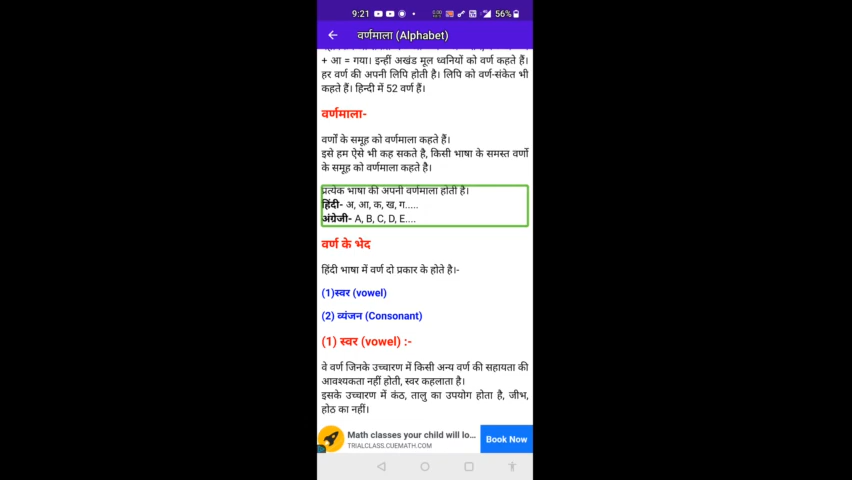 9:21
56%
वर्णमाला (Alphabet)
+ आ = गया। इन्हीं अखंड मूल ध्वनियों को वर्ण कहते हैं।
हर वर्ण की अपनी लिपि होती है। लिपि को वर्ण-संकेत भी
कहते हैं। हिन्दी में 52 वर्ण हैं।
वर्णमाला-
वर्णों के समूह को वर्णमाला कहते हैं।
इसे हम ऐसे भी कह सकते है, किसी भाषा के समस्त वर्णो
के समूह को वर्णमाला कहते है।
प्रत्येक भाषा की अपनी वर्णमाला होती है।
हिंदी- अ, आ, क, ख, ग.....
अंग्रेजी- A, B, C, D, E....
वर्ण के भेद
हिंदी भाषा में वर्ण दो प्रकार के होते है।-
(1)स्वर (vowel)
(2) व्यंजन (Consonant)
(1) स्वर (vowel) :-
वे वर्ण जिनके उच्चारण में किसी अन्य वर्ण की सहायता की
आवश्यकता नहीं होती, स्वर कहलाता है।
इसके उच्चारण में कंठ, तालु का उपयोग होता है, जीभ,
होठ का नहीं।
Math classes your child will lo...
TRIALCLASS.CUEMATH.COM
Book Now